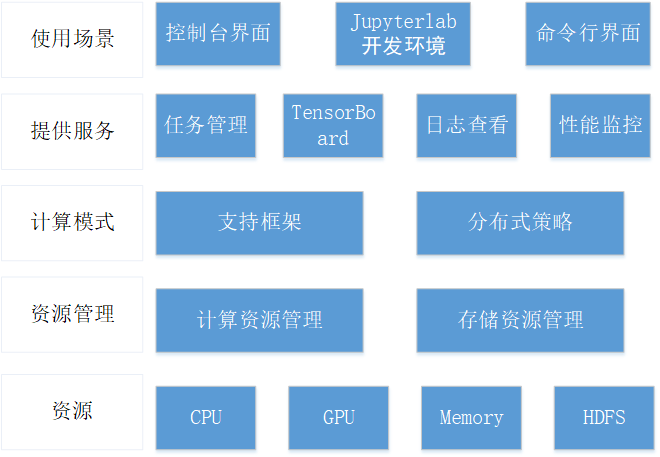 使用场景
控制台界面
Jupyterlab
开发环境
命令行界面
提供服务
任务管理
TensorBo
ard
日志查看
性能监控
计算模式
支持框架
分布式策略
资源管理
计算资源管理
存储资源管理
资源
CPU
GPU
Memory
HDFS